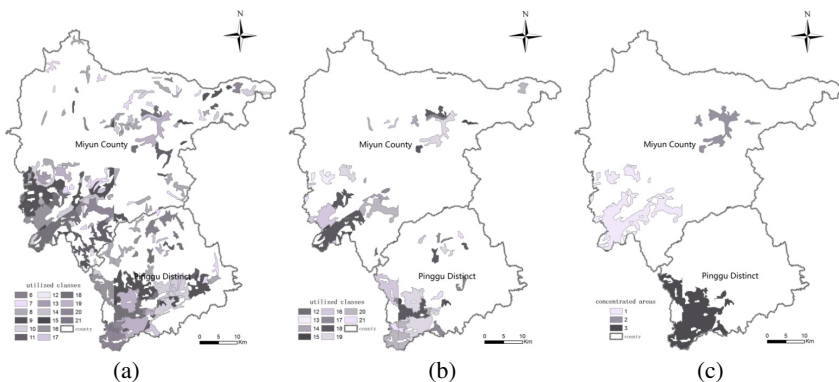 N
Miyun County
Pinggu Distinct
utilized classes
6 12 18
7 13 19
8 14 20
9 15 21
10 16 county
11 17
0 5 10 Km
(a)
N
Miyun County
Pinggu Distinct
utilized classes
12 16 20
13 17 21
14 18 county
15 19
0 5 10 Km
(b)
N
Miyun County
Pinggu Distinct
concentrated areas
1
2
3
county
0 5 10 Km
(c)